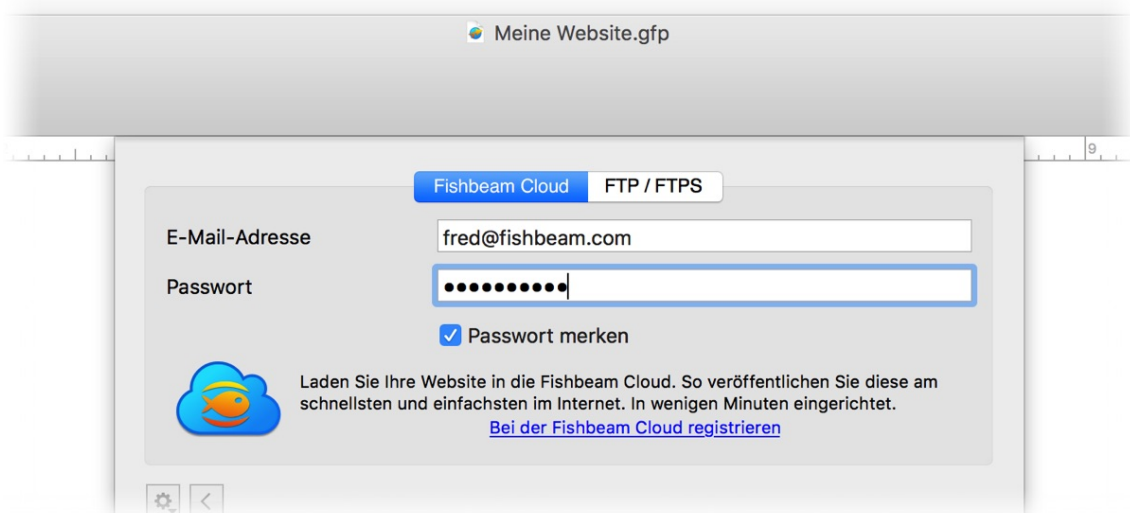 Meine Website.gfp
9
Fishbeam Cloud FTP / FTPS
E-Mail-Adresse fred@fishbeam.com
Passwort ●●●●●●●●●●
Passwort merken
Laden Sie Ihre Website in die Fishbeam Cloud. So veröffentlichen Sie diese am
schnellsten und einfachsten im Internet. In wenigen Minuten eingerichtet.
Bei der Fishbeam Cloud registrieren